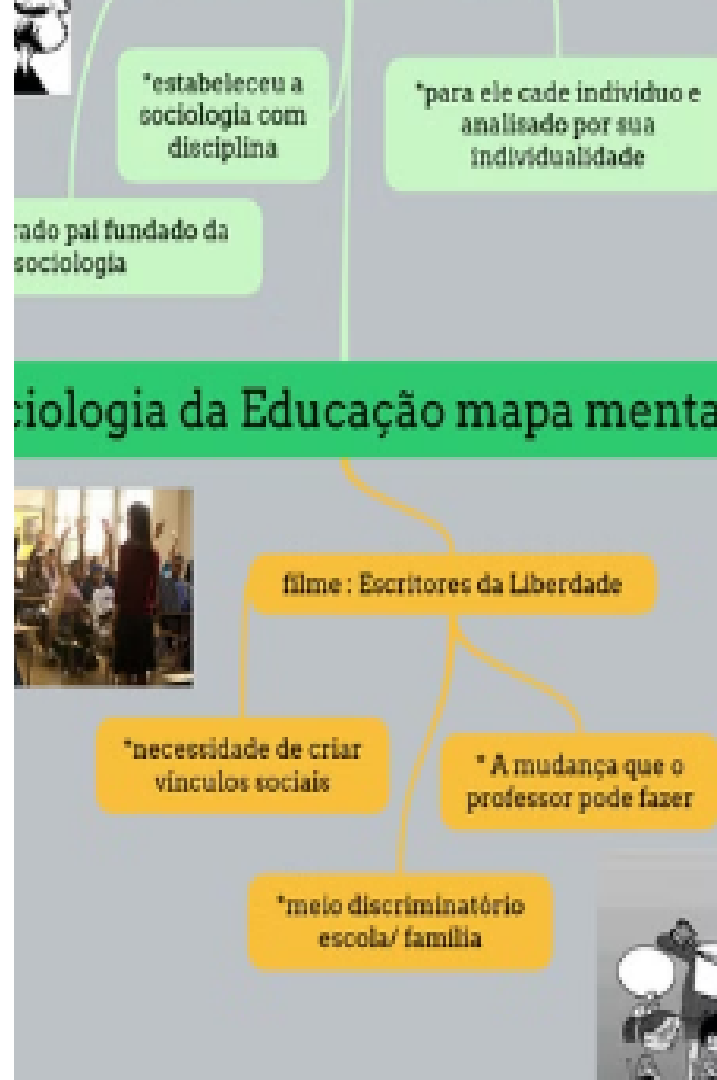 *estabeleceu a
sociologia com
disciplina
*para ele cade individuo e
analisado por sua
individualidade
rado pai fundado da
sociologia
ciologia da Educação mapa menta
filme : Escritores da Liberdade
*necessidade de criar
vínculos sociais
* A mudança que o
professor pode fazer
*meio discriminatório
escola/ família